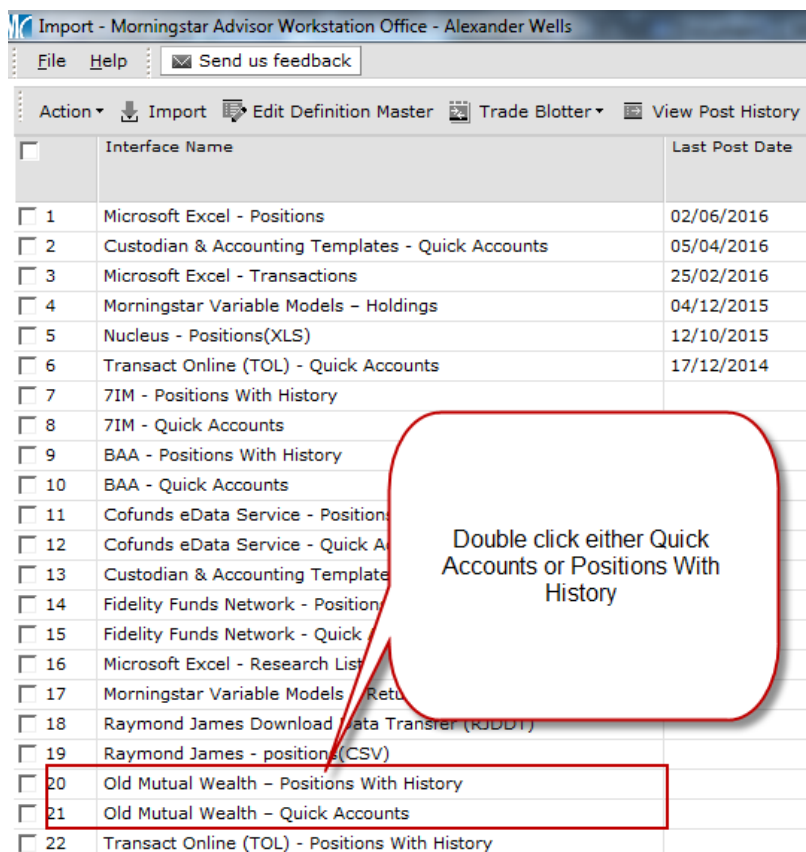 Import - Morningstar Advisor Workstation Office - Alexander Wells
File Help Send us feedback
Action Import Edit Definition Master Trade Blotter View Post History
Interface Name Last Post Date
1 Microsoft Excel - Positions 02/06/2016
2 Custodian & Accounting Templates - Quick Accounts 05/04/2016
3 Microsoft Excel - Transactions 25/02/2016
4 Morningstar Variable Models – Holdings 04/12/2015
5 Nucleus - Positions(XLS) 12/10/2015
6 Transact Online (TOL) - Quick Accounts 17/12/2014
7 7IM - Positions With History
8 7IM - Quick Accounts
9 BAA - Positions With History
10 BAA - Quick Accounts
11 Cofunds eData Service - Position
12 Cofunds eData Service - Quick
13 Custodian & Accounting Template
14 Fidelity Funds Network - Position
15 Fidelity Funds Network - Quick
16 Microsoft Excel - Research List
17 Morningstar Variable Models
18 Raymond James Download Data Transfer (RJDDT)
19 Raymond James - positions(CSV)
20 Old Mutual Wealth – Positions With History
21 Old Mutual Wealth – Quick Accounts
22 Transact Online (TOL) - Positions With History
Double click either Quick
Accounts or Positions With
History